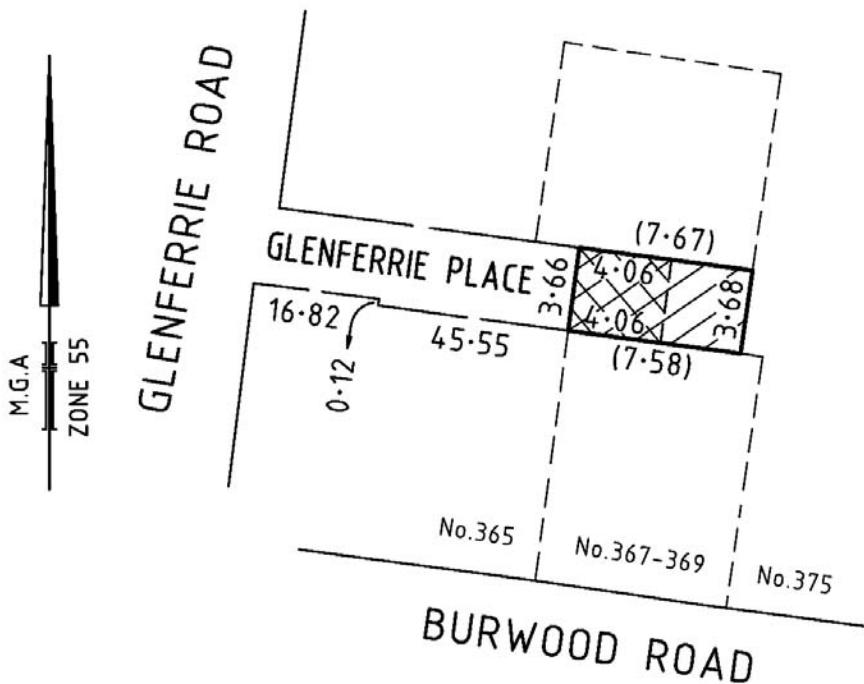 GLENFERRIE ROAD
M.G.A
ZONE 55
GLENFERRIE PLACE
(7·67)
3·66
4·06
4·06
3·68
(7·58)
16·82
0·12
45·55
No.365
No.367-369
No.375
BURWOOD ROAD